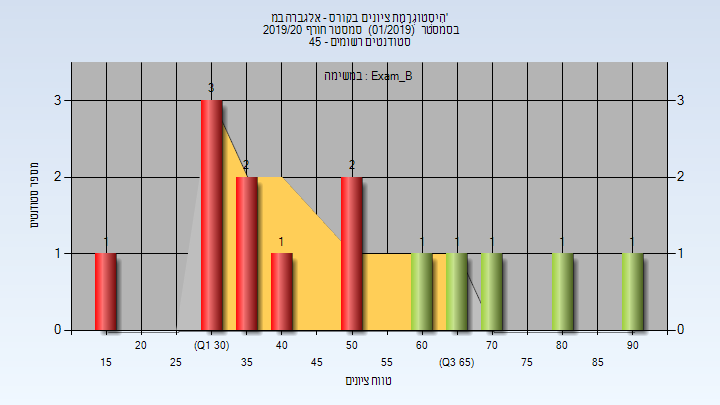 היסטוגרמת ציונים בקורס - אלגברה במ'
בסמסטר (01/2019) סמסטר חורף 2019/20
סטודנטים רשומים - 45
במשימה : Exam_B
מספר סטודנטים
3 3
2 2
1 1
0 0
1 3 2 1 2 1 1 1 1 1
20 (Q1 30) 40 50 60 70 80 90
15 25 35 45 55 (Q3 65) 75 85
טווח ציונים